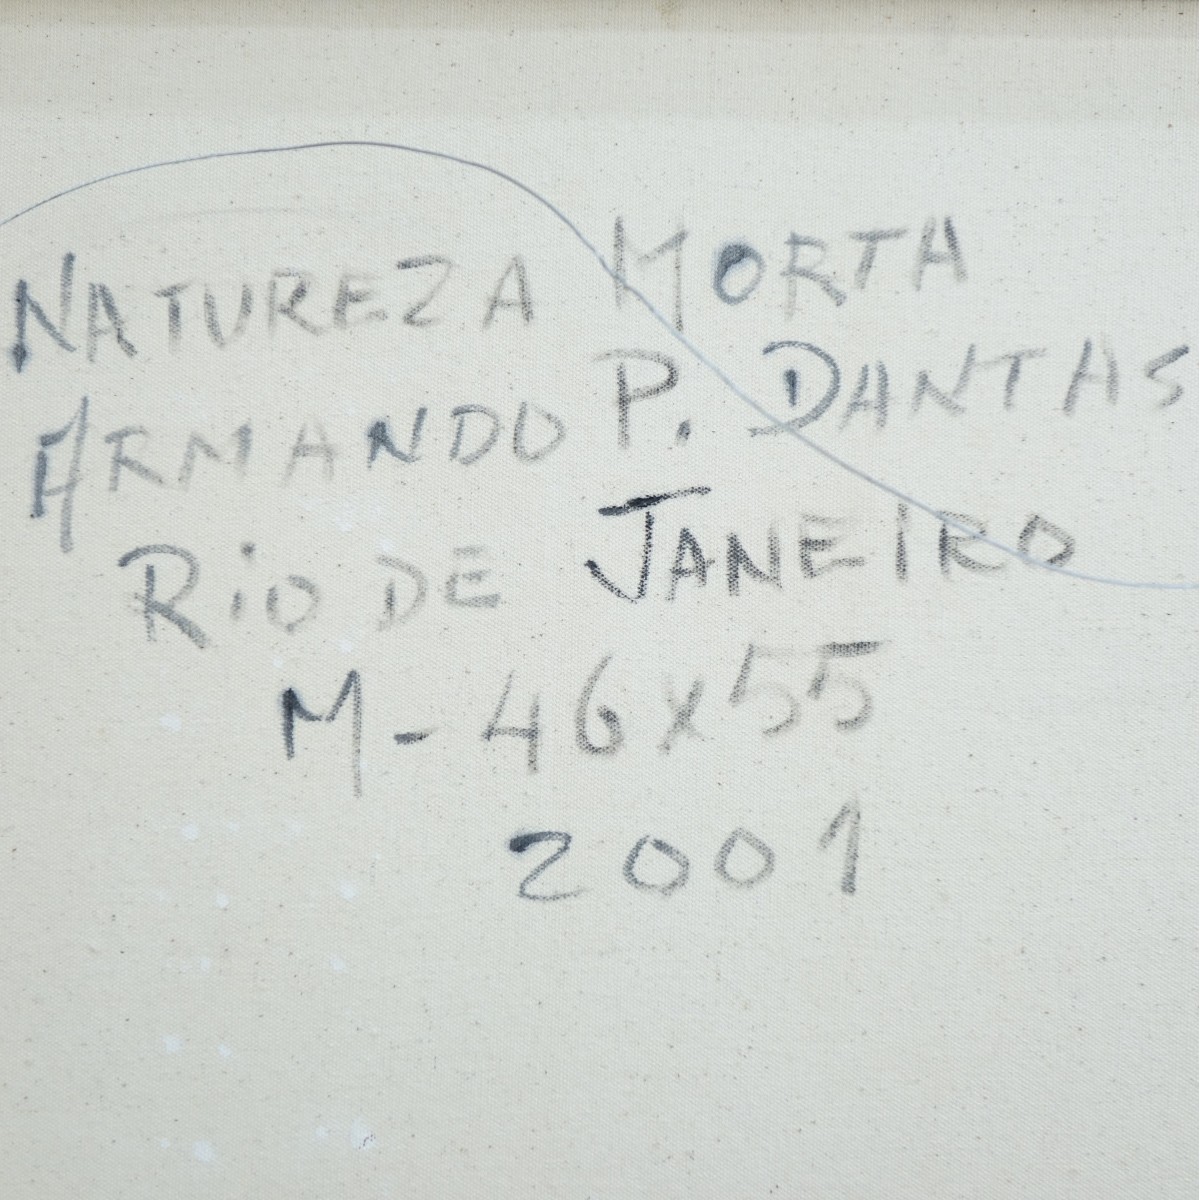 NATUREZA MORTA
ARMANDO P. DANTAS
RiO DE JANEIRO
M - 46x55
2001